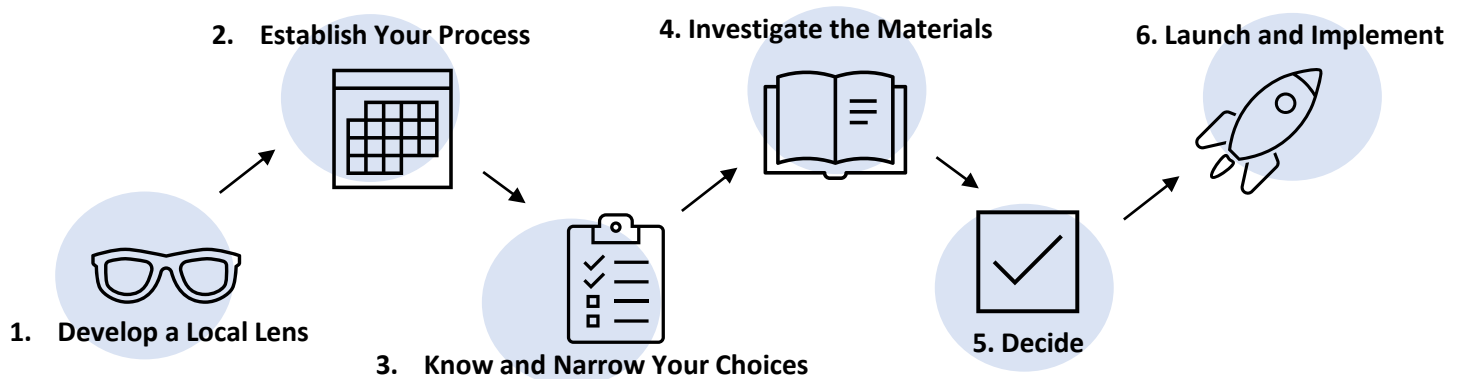 1. Develop a Local Lens
2. Establish Your Process
3. Know and Narrow Your Choices
4. Investigate the Materials
5. Decide
6. Launch and Implement